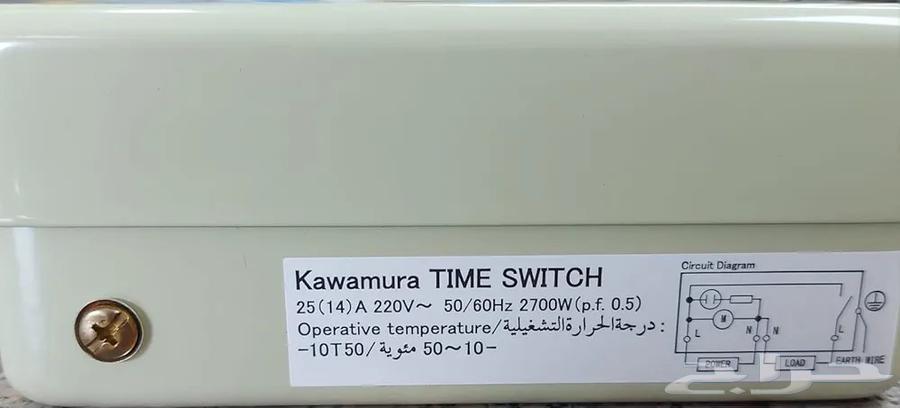 Kawamura TIME SWITCH
25(14)A 220V~ 50/60Hz 2700W(p.f. 0.5)
Operative temperature/درجة الحرارة التشغيلية :
-10T50/ مئوية 50~10-
Circuit Diagram
M
L N N L
POWER LOAD EARTH WIRE
حراج